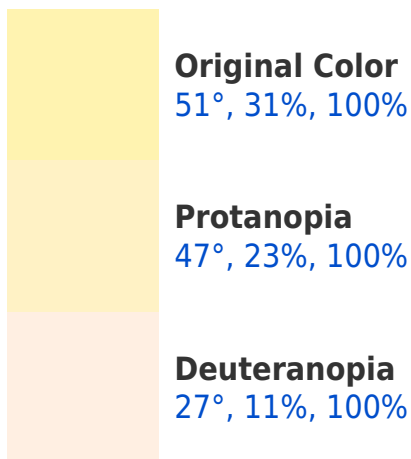 Original Color
51°, 31%, 100%
Protanopia
47°, 23%, 100%
Deuteranopia
27°, 11%, 100%